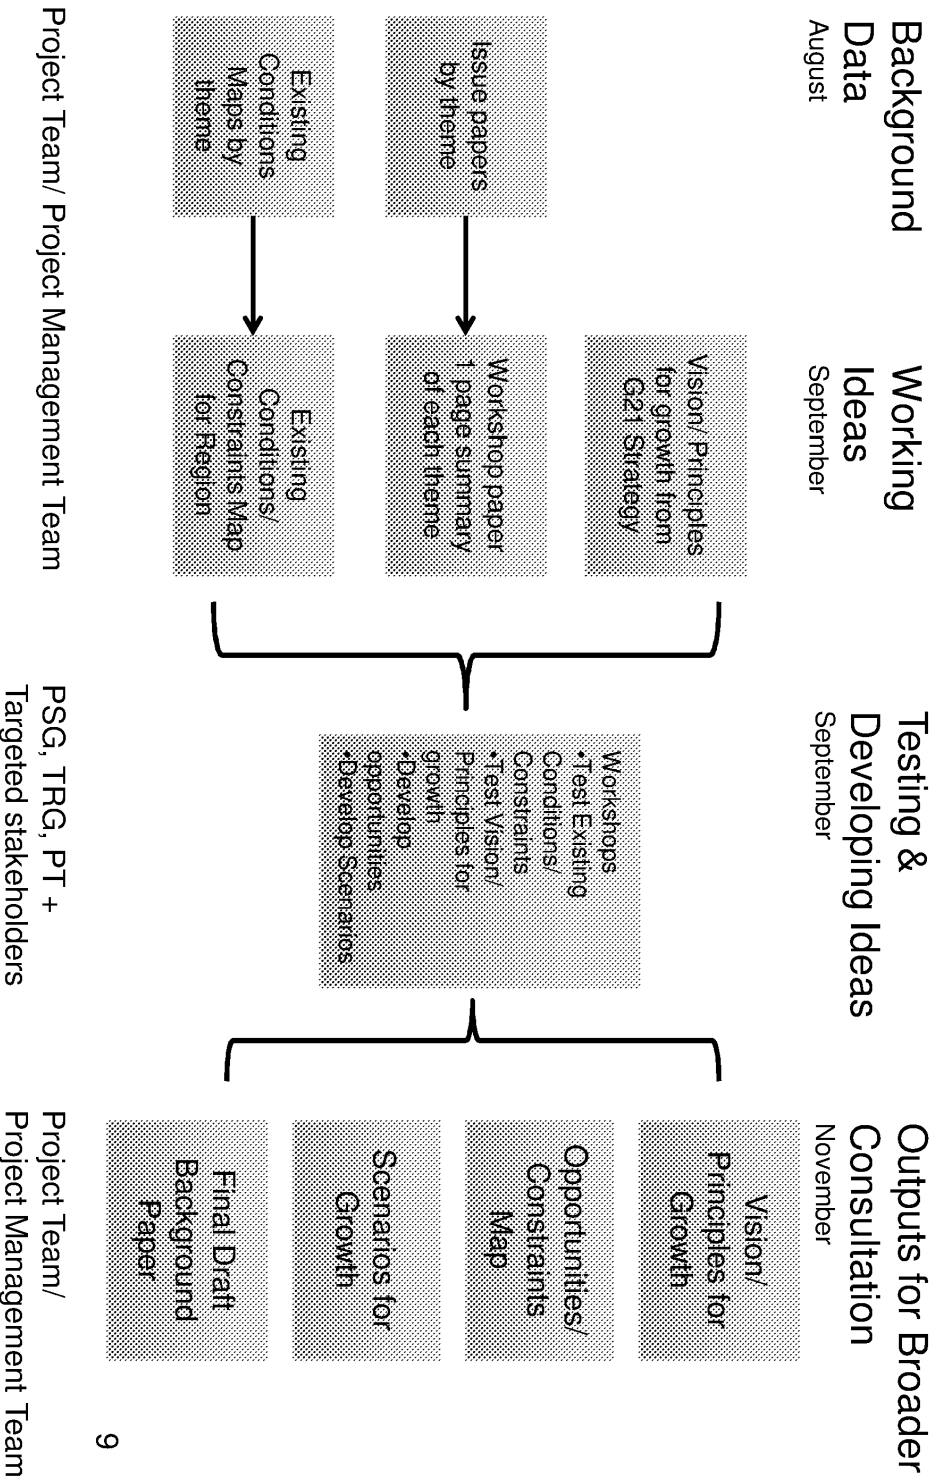 Background
Data
August
Working
Ideas
September
Testing &
Developing Ideas
September
Outputs for Broader
Consultation
November
Issue papers
by theme
Existing
Conditions
Maps by
theme
Vision/ Principles
for growth from
G21 Strategy
Workshop paper
1 page summary
of each theme
Existing
Conditions/
Constraints Map
for Region
Workshops
•Test Existing
Conditions/
Constraints
•Test Vision/
Principles for
growth
•Develop
opportunities
•Develop Scenarios
Vision/
Principles for
Growth
Opportunities/
Constraints
Map
Scenarios for
Growth
Final Draft
Background
Paper
Project Team/ Project Management Team
PSG, TRG, PT +
Targeted stakeholders
Project Team/
Project Management Team
9